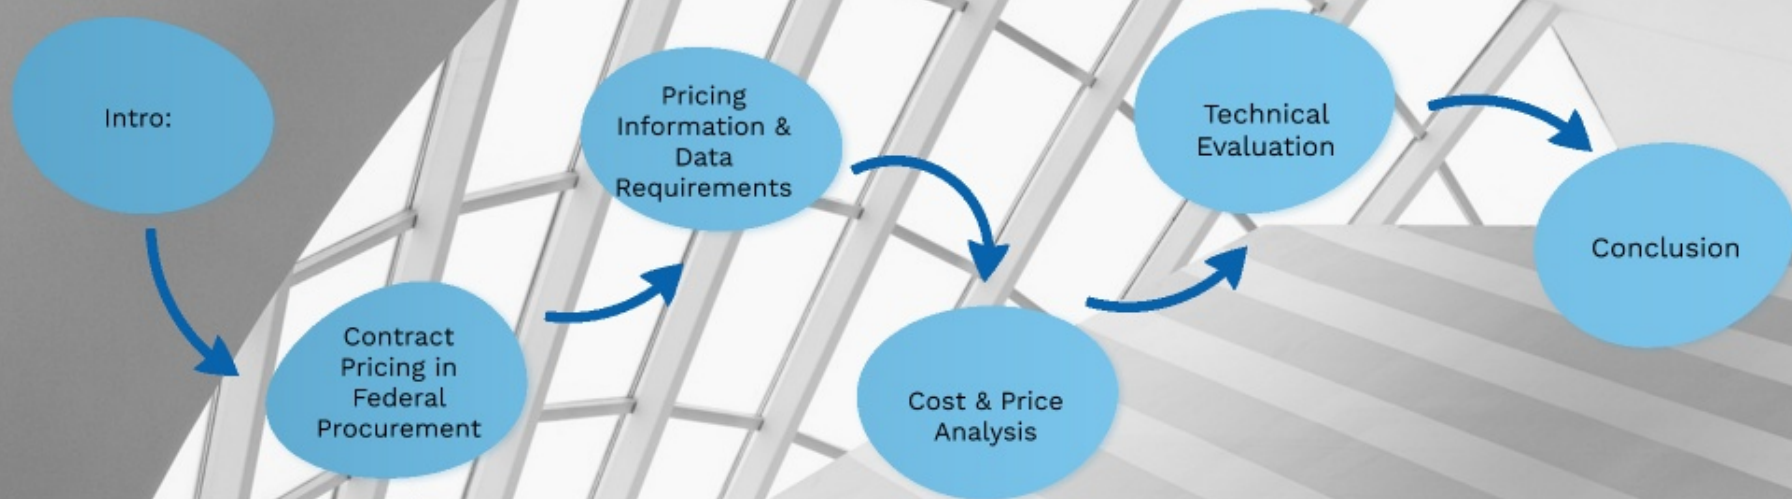 Intro:
Contract
Pricing in
Federal
Procurement
Pricing
Information &
Data
Requirements
Cost & Price
Analysis
Technical
Evaluation
Conclusion